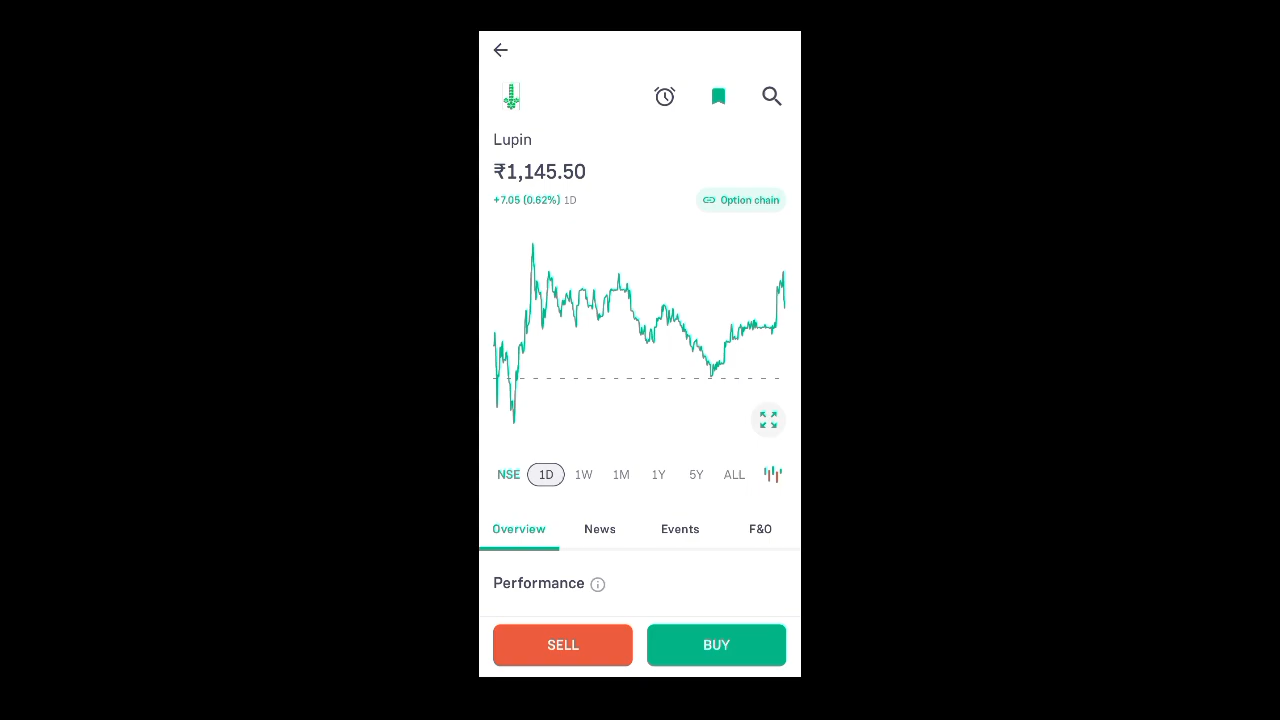 Lupin
₹1,145.50
+7.05 (0.62%) 1D
Option chain
NSE 1D 1W 1M 1Y 5Y ALL
Overview News Events F&O
Performance
SELL BUY